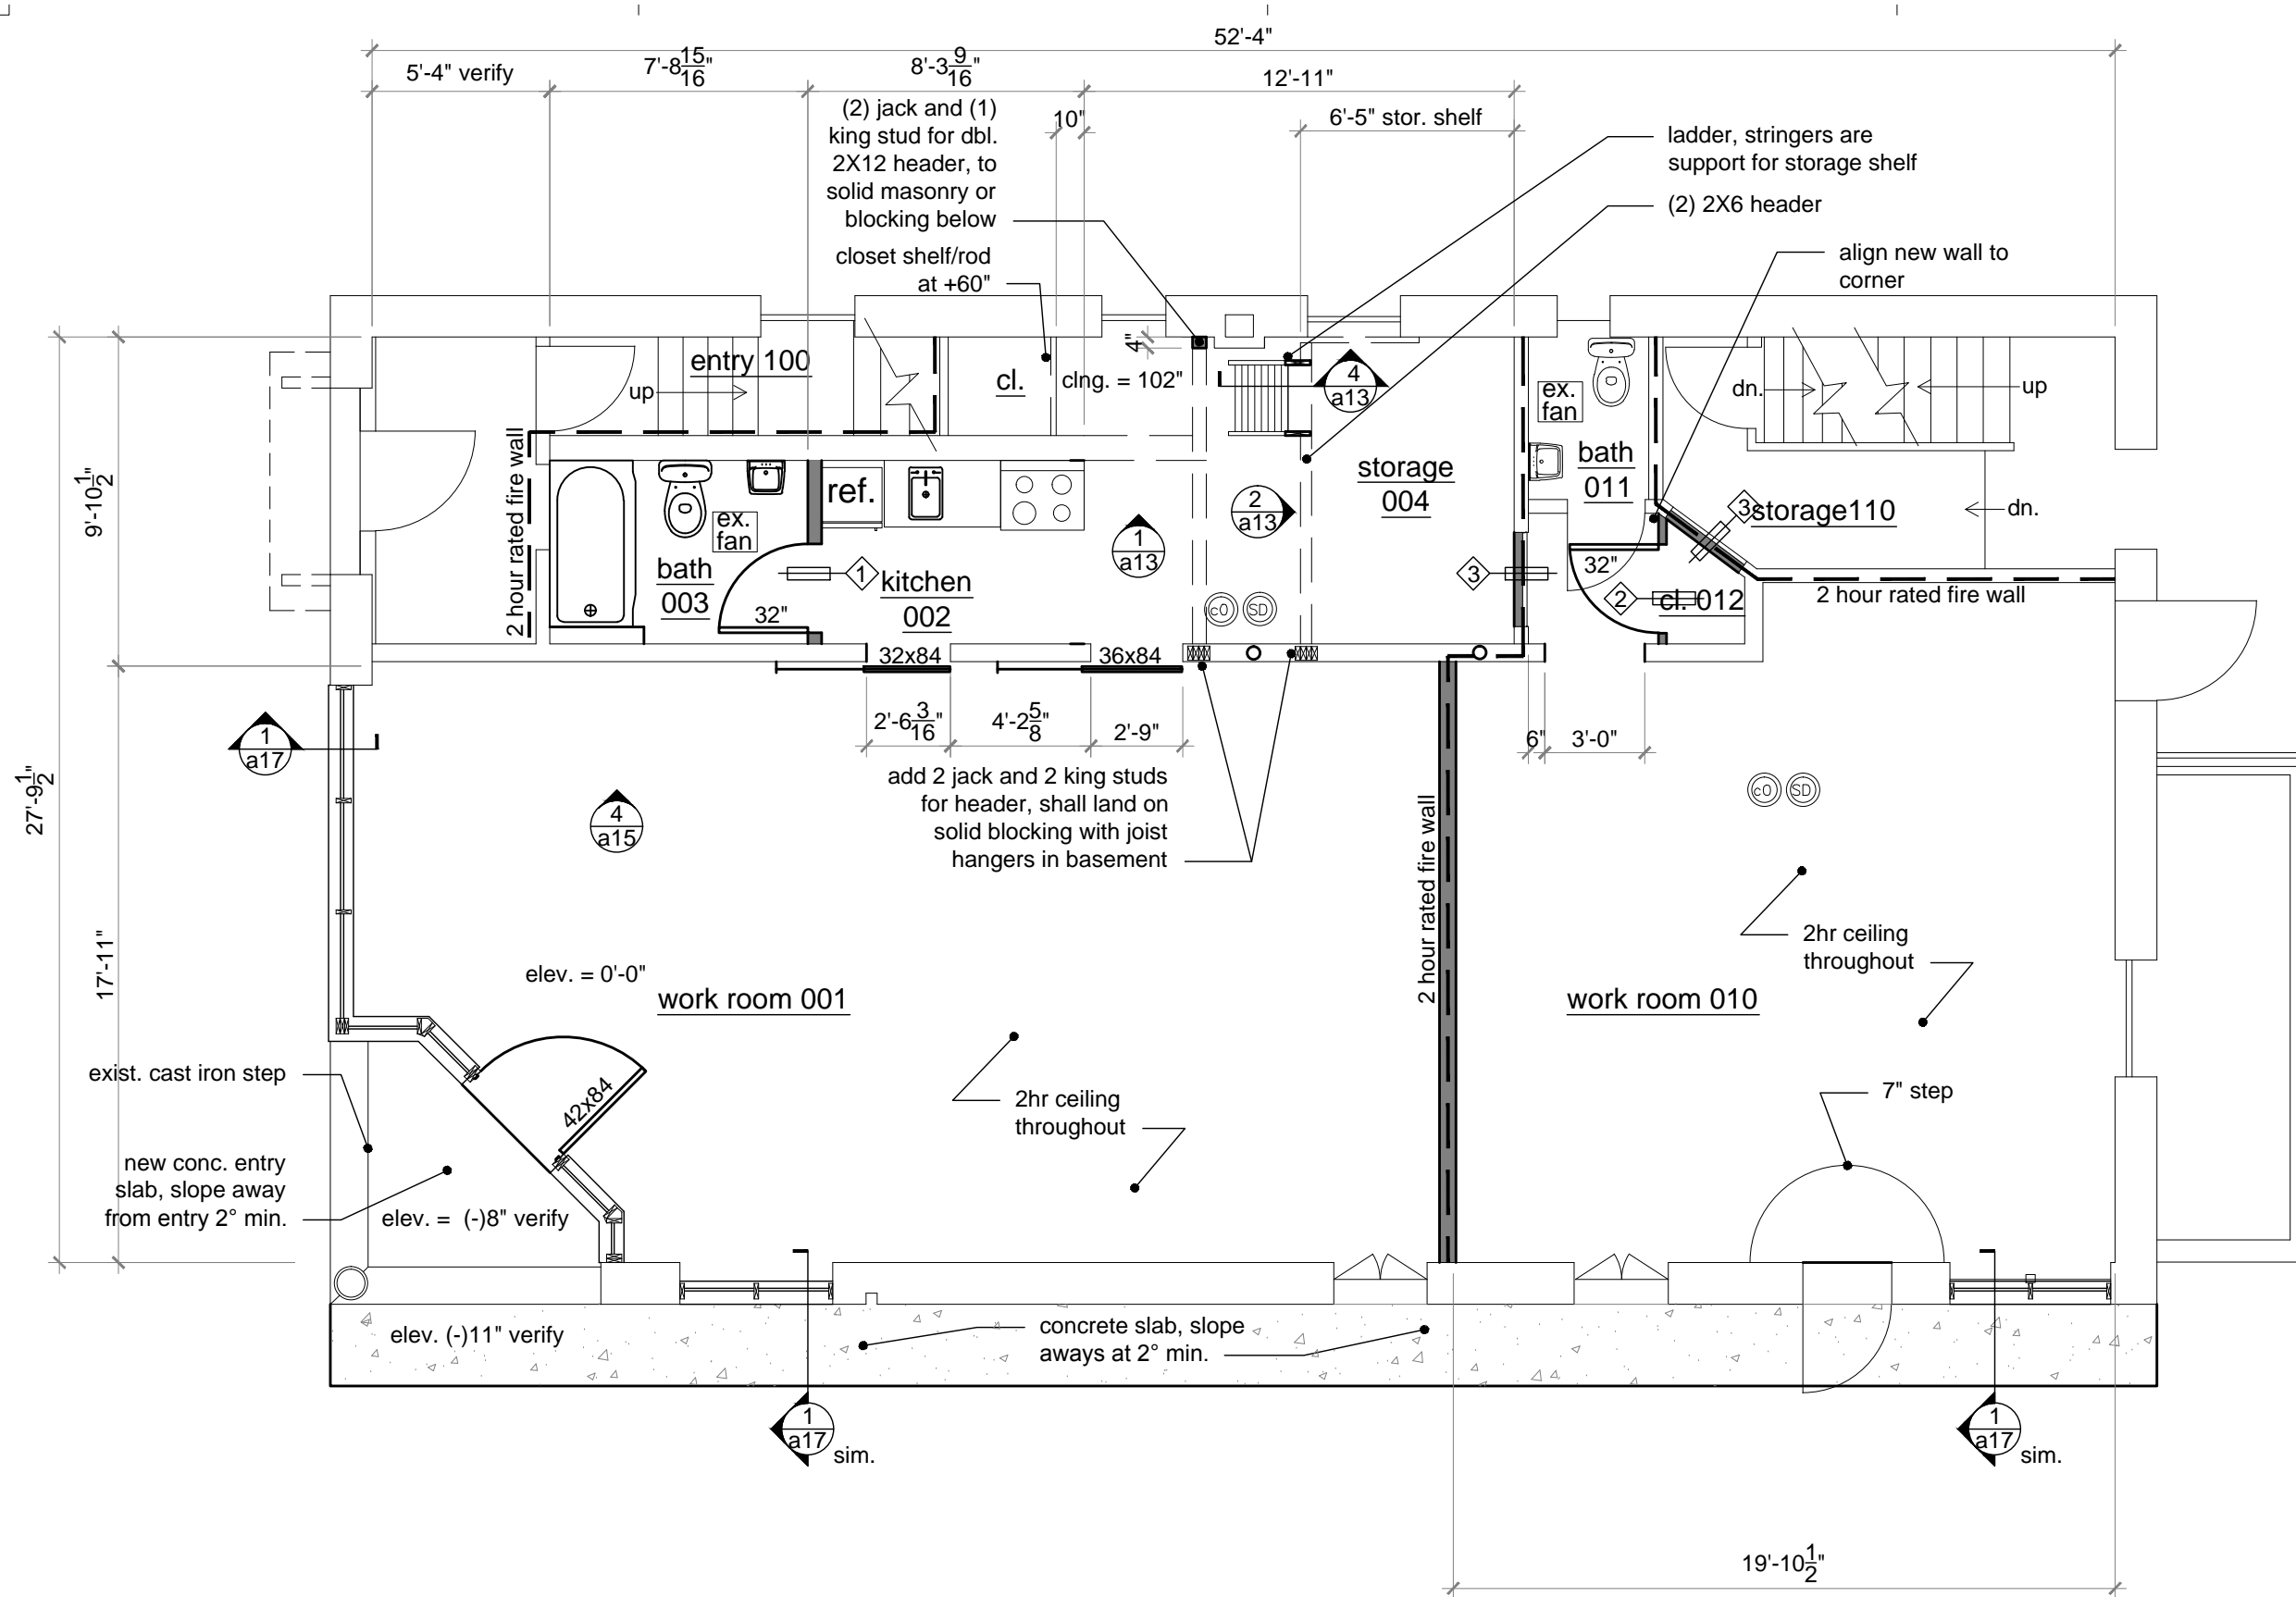 52'-4"
5'-4" verify
7'-8 15/16"
8'-3 9/16"
12'-11"
10"
6'-5" stor. shelf
(2) jack and (1)
king stud for dbl.
2X12 header, to
solid masonry or
blocking below
closet shelf/rod
at +60"
ladder, stringers are
support for storage shelf
(2) 2X6 header
align new wall to
corner
4"
entry 100
up
cl.
clng. = 102"
4
a13
ex.
fan
bath
011
dn.
up
dn.
storage110
3
storage
004
2
a13
1
a13
ref.
ex.
fan
bath
003
32"
1
kitchen
002
cO
SD
3
32"
2
cl. 012
2 hour rated fire wall
2 hour rated fire wall
9'-10 1/2"
27'-9 1/2"
17'-11"
32x84
36x84
2'-6 3/16"
4'-2 5/8"
2'-9"
6"
3'-0"
1
a17
4
a15
add 2 jack and 2 king studs
for header, shall land on
solid blocking with joist
hangers in basement
2 hour rated fire wall
cO
SD
2hr ceiling
throughout
elev. = 0'-0"
work room 001
work room 010
exist. cast iron step
42x84
2hr ceiling
throughout
7" step
new conc. entry
slab, slope away
from entry 2° min.
elev. =  (-)8" verify
elev. (-)11" verify
concrete slab, slope
aways at 2° min.
1
a17
sim.
1
a17
sim.
19'-10 1/2"